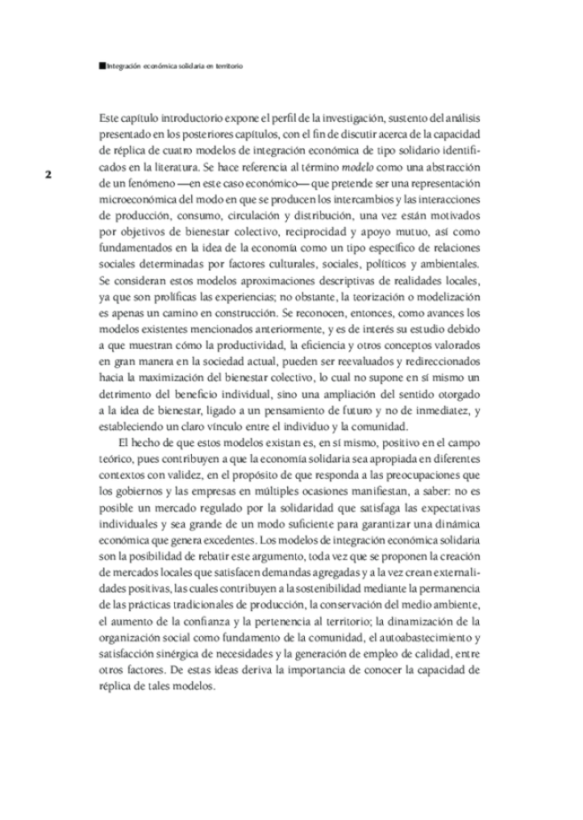 Integración económica solidaria en territorio
Este capítulo introductorio expone el perfil de la investigación, sustento del análisis
presentado en los posteriores capítulos, con el fin de discutir acerca de la capacidad
de réplica de cuatro modelos de integración económica de tipo solidario identifi-
cados en la literatura. Se hace referencia al término modelo como una abstracción
2
de un fenómeno —en este caso económico— que pretende ser una representación
microeconómica del modo en que se producen los intercambios y las interacciones
de producción, consumo, circulación y distribución, una vez están motivados
por objetivos de bienestar colectivo, reciprocidad y apoyo mutuo, así como
fundamentados en la idea de la economía como un tipo específico de relaciones
sociales determinadas por factores culturales, sociales, políticos y ambientales.
Se consideran estos modelos aproximaciones descriptivas de realidades locales,
ya que son prolíficas las experiencias; no obstante, la teorización o modelización
es apenas un camino en construcción. Se reconocen, entonces, como avances los
modelos existentes mencionados anteriormente, y es de interés su estudio debido
a que muestran cómo la productividad, la eficiencia y otros conceptos valorados
en gran manera en la sociedad actual, pueden ser reevaluados y redireccionados
hacia la maximización del bienestar colectivo, lo cual no supone en sí mismo un
detrimento del beneficio individual, sino una ampliación del sentido otorgado
a la idea de bienestar, ligado a un pensamiento de futuro y no de inmediatez, y
estableciendo un claro vínculo entre el individuo y la comunidad.
El hecho de que estos modelos existan es, en sí mismo, positivo en el campo
teórico, pues contribuyen a que la economía solidaria sea apropiada en diferentes
contextos con validez, en el propósito de que responda a las preocupaciones que
los gobiernos y las empresas en múltiples ocasiones manifiestan, a saber: no es
posible un mercado regulado por la solidaridad que satisfaga las expectativas
individuales y sea grande de un modo suficiente para garantizar una dinámica
económica que genera excedentes. Los modelos de integración económica solidaria
son la posibilidad de rebatir este argumento, toda vez que se proponen la creación
de mercados locales que satisfacen demandas agregadas y a la vez crean externali-
dades positivas, las cuales contribuyen a la sostenibilidad mediante la permanencia
de las prácticas tradicionales de producción, la conservación del medio ambiente,
el aumento de la confianza y la pertenencia al territorio; la dinamización de la
organización social como fundamento de la comunidad, el autoabastecimiento y
satisfacción sinérgica de necesidades y la generación de empleo de calidad, entre
otros factores. De estas ideas deriva la importancia de conocer la capacidad de
réplica de tales modelos.